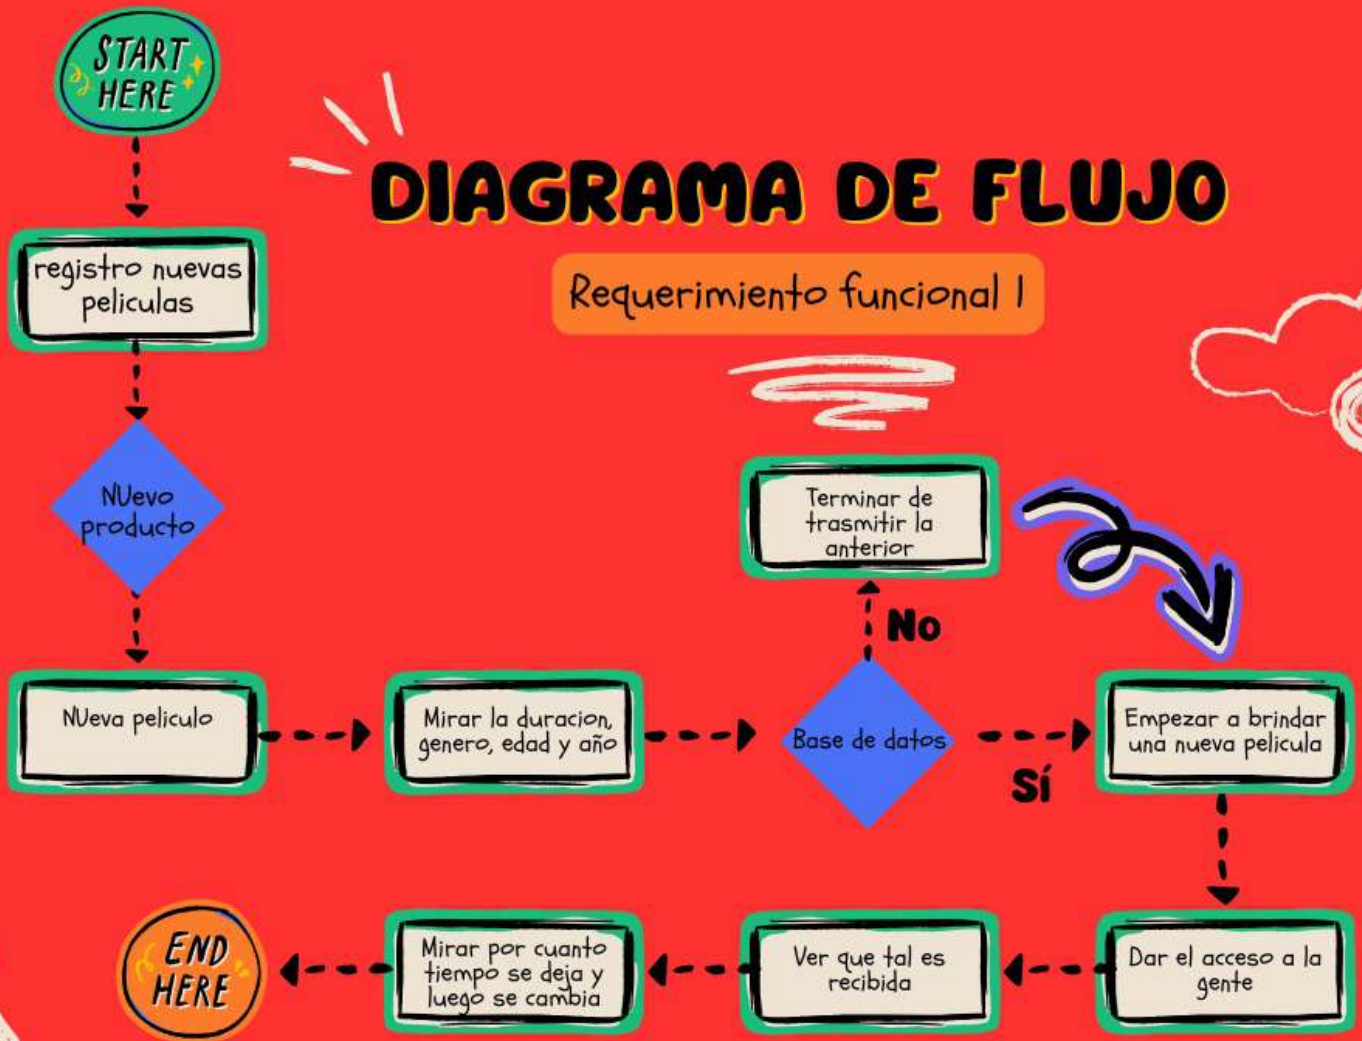 START
HERE
DIAGRAMA DE FLUJO
Requerimiento funcional 1
registro nuevas
peliculas
NUevo
producto
Terminar de
trasmitir la
anterior
No
NUeva peliculo
Mirar la duracion,
genero, edad y año
Base de datos
Sí
Empezar a brindar
una nueva pelicula
Dar el acceso a la
gente
Ver que tal es
recibida
Mirar por cuanto
tiempo se deja y
luego se cambia
END
HERE